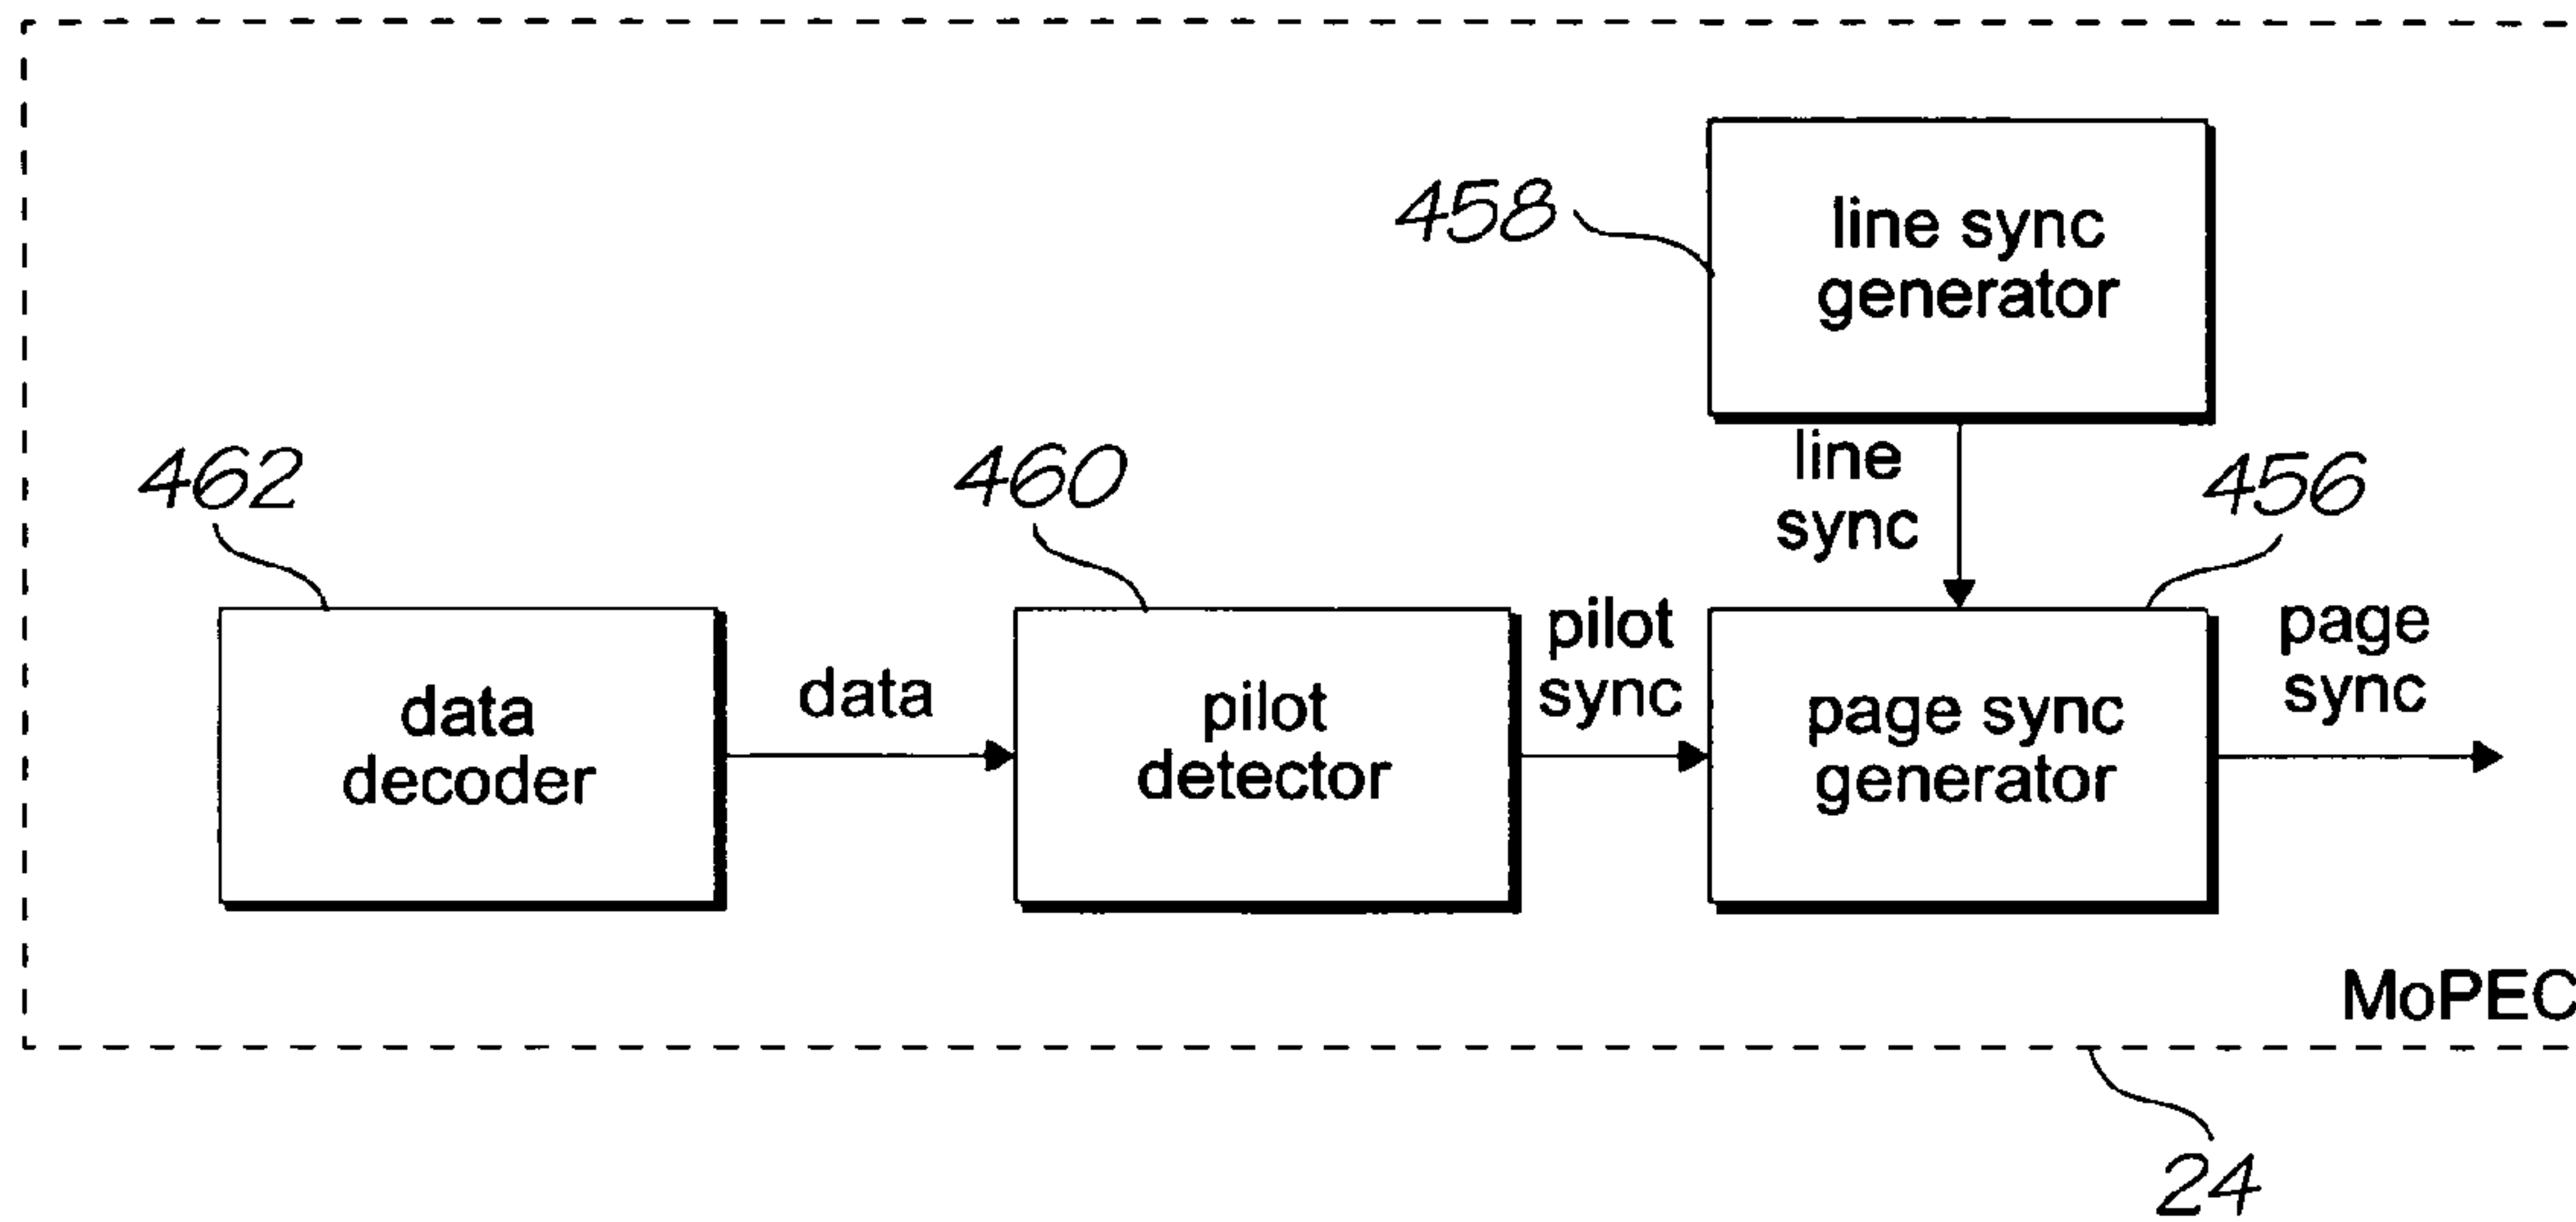 458
line sync
generator
line
sync
462
460
456
data
decoder
data
pilot
detector
pilot
sync
page sync
generator
page
sync
MoPEC
24